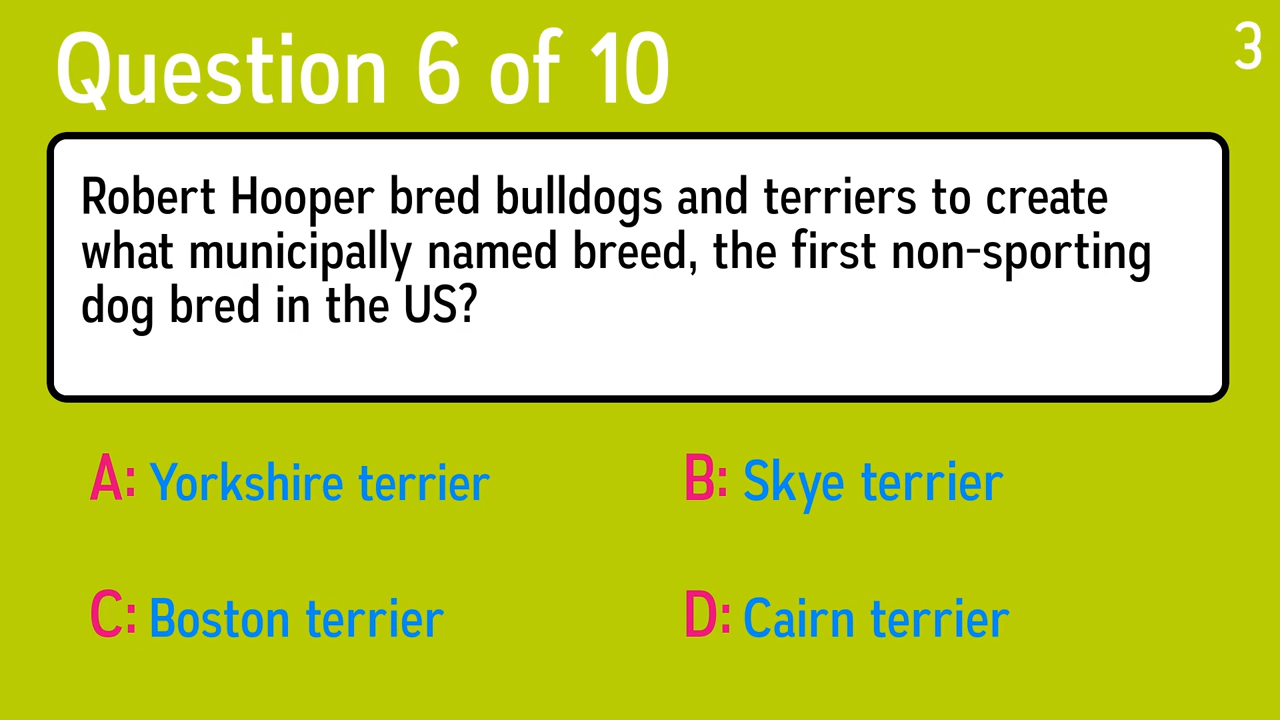 Question 6 of 10
3
Robert Hooper bred bulldogs and terriers to create
what municipally named breed, the first non-sporting
dog bred in the US?
A: Yorkshire terrier
B: Skye terrier
C: Boston terrier
D: Cairn terrier